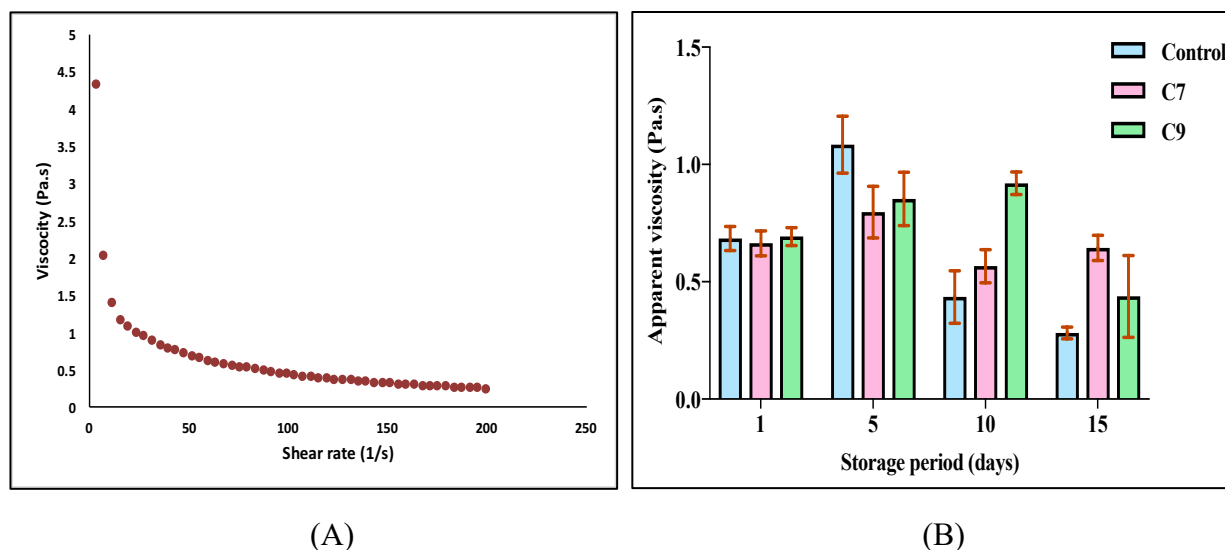 5
4.5
4
3.5
3
2.5
2
1.5
1
0.5
0
Viscocity (Pa.s)
0 50 100 150 200 250
Shear rate (1/s)
(A)
1.5
1.0
0.5
0.0
Apparent viscosity (Pa.s)
Control
C7
C9
1 5 10 15
Storage period (days)
(B)